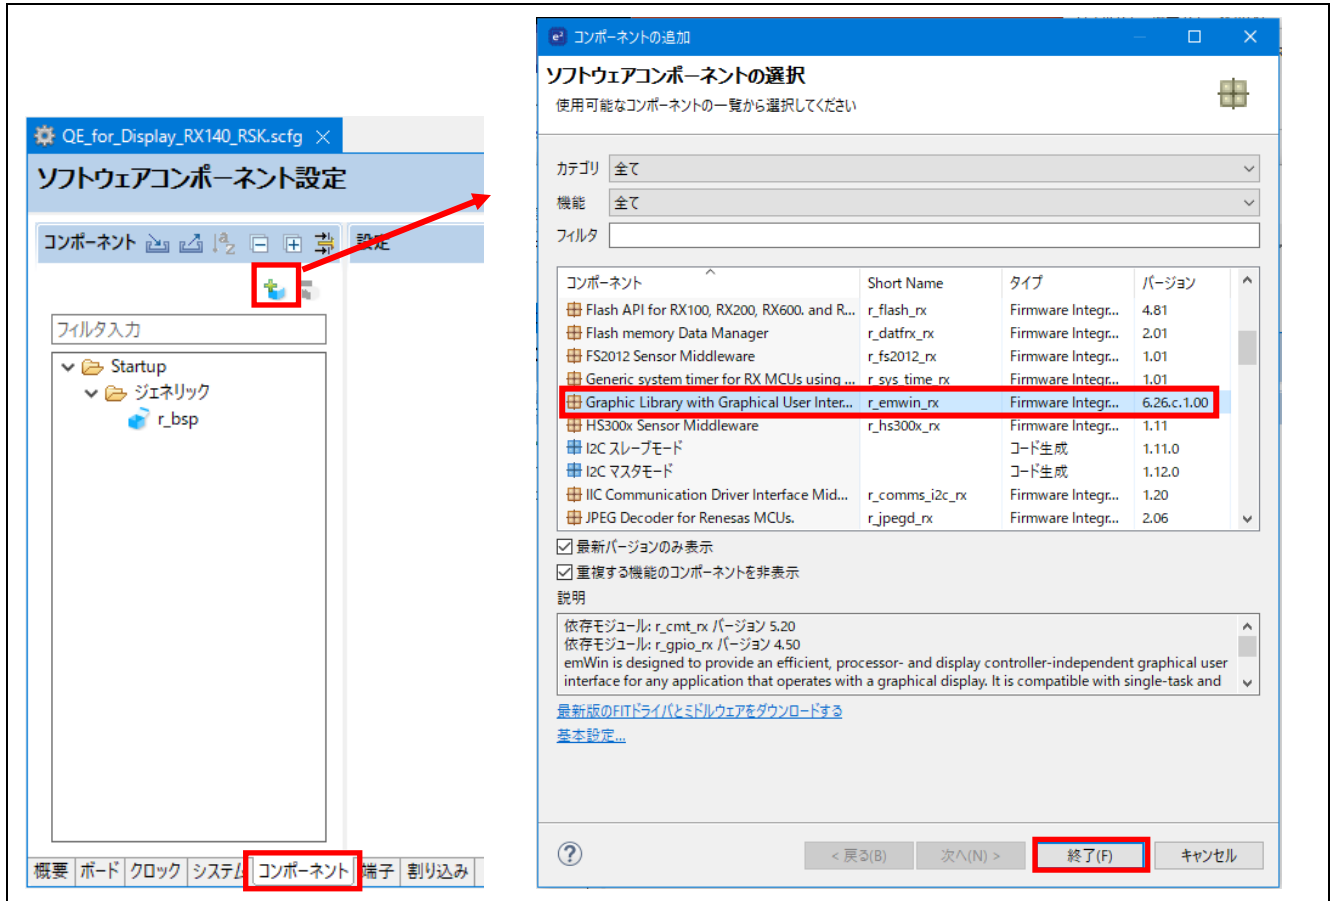 QE_for_Display_RX140_RSK.scfg
ソフトウェアコンポーネント設定
コンポーネント
設定
フィルタ入力
Startup
ジェネリック
r_bsp
概要 ボード クロック システム コンポーネント 端子 割り込み
コンポーネントの追加
ソフトウェアコンポーネントの選択
使用可能なコンポーネントの一覧から選択してください
カテゴリ 全て
機能 全て
フィルタ
コンポーネント Short Name タイプ バージョン
Flash API for RX100, RX200, RX600. and R... r_flash_rx Firmware Integr... 4.81
Flash memory Data Manager r_datfrx_rx Firmware Integr... 2.01
FS2012 Sensor Middleware r_fs2012_rx Firmware Integr... 1.01
Generic system timer for RX MCUs using ... r_sys_time_rx Firmware Integr... 1.01
Graphic Library with Graphical User Inter... r_emwin_rx Firmware Integr... 6.26.c.1.00
HS300x Sensor Middleware r_hs300x_rx Firmware Integr... 1.11
I2C スレーブモード コード生成 1.11.0
I2C マスタモード コード生成 1.12.0
IIC Communication Driver Interface Mid... r_comms_i2c_rx Firmware Integr... 1.20
JPEG Decoder for Renesas MCUs. r_jpegd_rx Firmware Integr... 2.06
最新バージョンのみ表示
重複する機能のコンポーネントを非表示
説明
依存モジュール: r_cmt_rx バージョン 5.20
依存モジュール: r_gpio_rx バージョン 4.50
emWin is designed to provide an efficient, processor- and display controller-independent graphical user
interface for any application that operates with a graphical display. It is compatible with single-task and
最新版のFITドライバとミドルウェアをダウンロードする
基本設定...
< 戻る(B) 次へ(N) > 終了(F) キャンセル